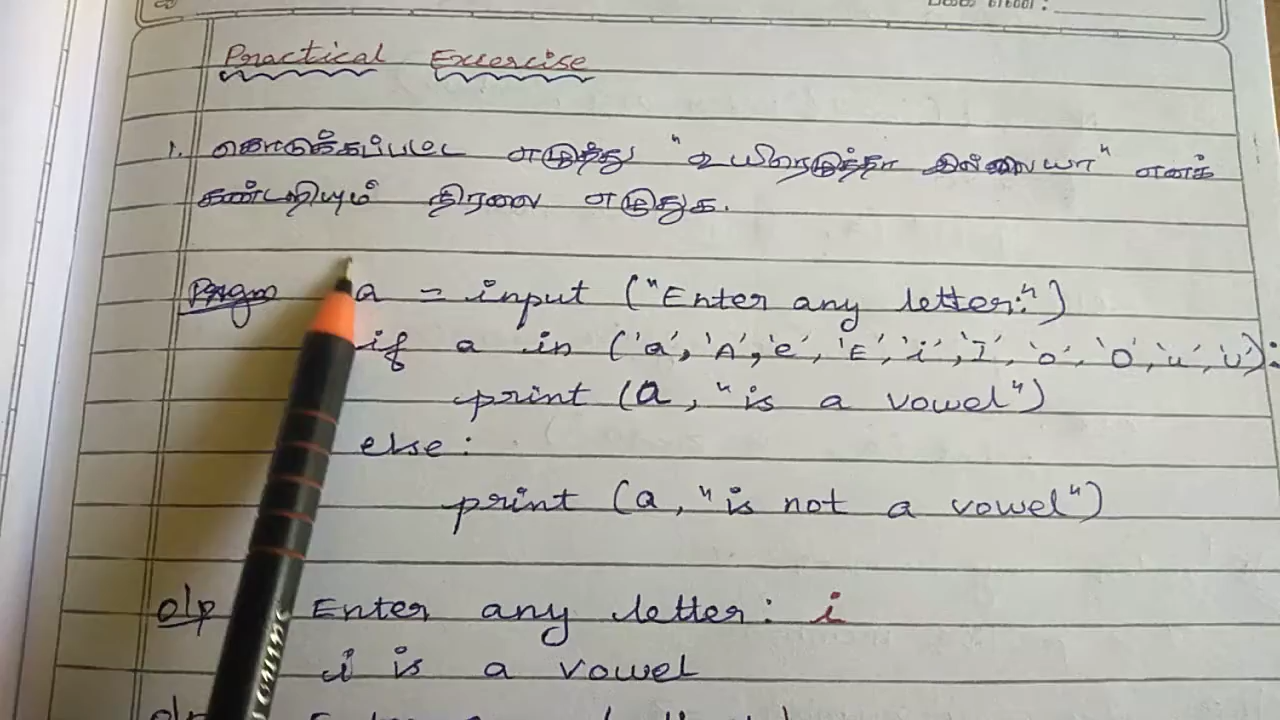 Practical Exercise
1. கொடுக்கப்பட்ட எழுத்து "உயிரெழுத்தா இல்லையா" எனக்
கண்டறியும் நிரலை எழுதுக.
Prgm a = input ("Enter any letter:")
if a in ('a', 'A', 'e', 'E', 'i', 'I', 'o', 'O', 'u', 'U'):
print (a, "is a vowel")
else:
print (a, "is not a vowel")
o/p Enter any letter: i
i is a vowel
o/p